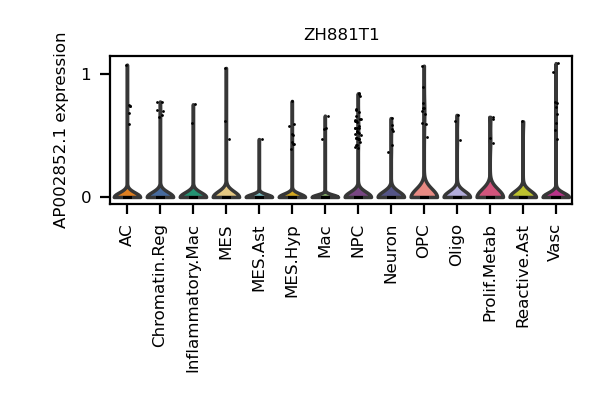 ZH881T1
AP002852.1 expression
1
0
AC
Chromatin.Reg
Inflammatory.Mac
MES
MES.Ast
MES.Hyp
Mac
NPC
Neuron
OPC
Oligo
Prolif.Metab
Reactive.Ast
Vasc